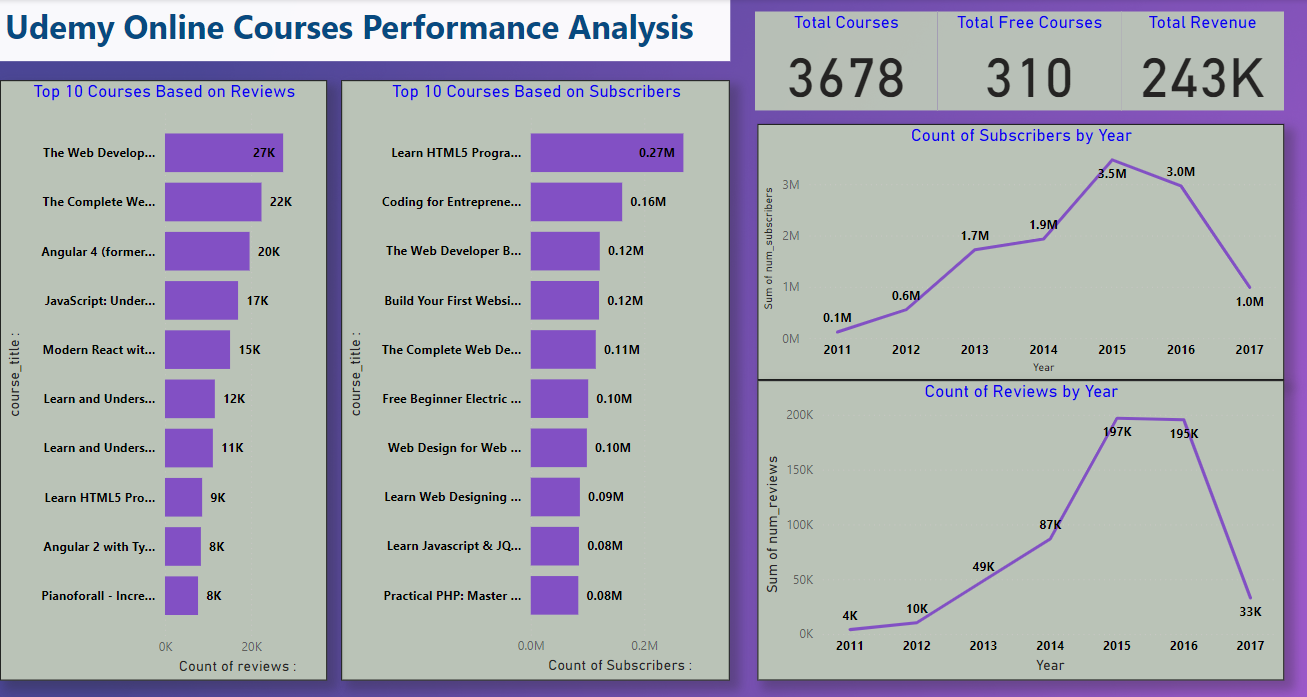 Udemy Online Courses Performance Analysis
Total Courses
3678
Total Free Courses
310
Total Revenue
243K
Top 10 Courses Based on Reviews
course_title :
The Web Develop... 27K
The Complete We... 22K
Angular 4 (former... 20K
JavaScript: Under... 17K
Modern React wit... 15K
Learn and Unders... 12K
Learn and Unders... 11K
Learn HTML5 Pro... 9K
Angular 2 with Ty... 8K
Pianoforall - Incre... 8K
0K 20K
Count of reviews :
Top 10 Courses Based on Subscribers
course_title :
Learn HTML5 Progra... 0.27M
Coding for Entreprene... 0.16M
The Web Developer B... 0.12M
Build Your First Websi... 0.12M
The Complete Web De... 0.11M
Free Beginner Electric ... 0.10M
Web Design for Web ... 0.10M
Learn Web Designing ... 0.09M
Learn Javascript & JQ... 0.08M
Practical PHP: Master ... 0.08M
0.0M 0.2M
Count of Subscribers :
Count of Subscribers by Year
Sum of num_subscribers
3M
2M
1M
0M
0.1M 0.6M 1.7M 1.9M 3.5M 3.0M 1.0M
2011 2012 2013 2014 2015 2016 2017
Year
Count of Reviews by Year
Sum of num_reviews
200K
150K
100K
50K
0K
4K 10K 49K 87K 197K 195K 33K
2011 2012 2013 2014 2015 2016 2017
Year